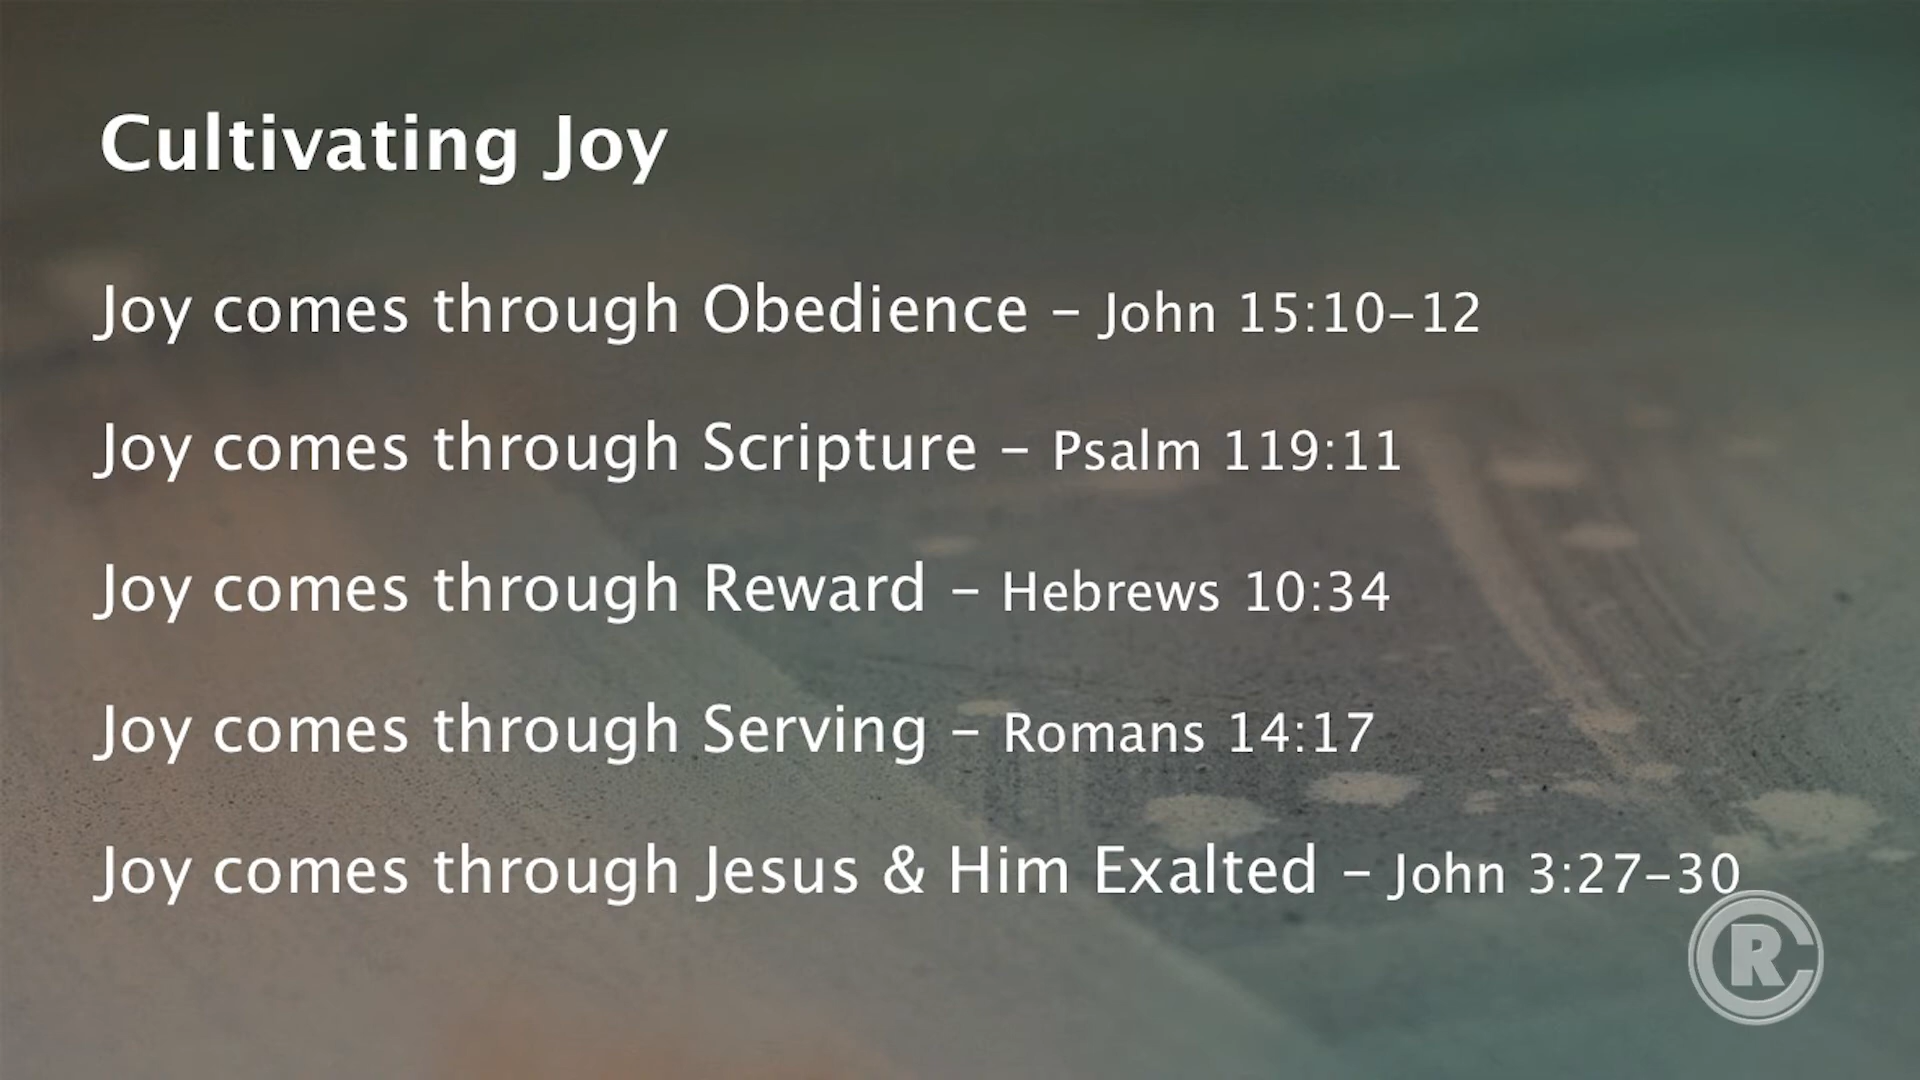 Cultivating Joy
Joy comes through Obedience – John 15:10–12
Joy comes through Scripture – Psalm 119:11
Joy comes through Reward – Hebrews 10:34
Joy comes through Serving – Romans 14:17
Joy comes through Jesus & Him Exalted – John 3:27–30
RC